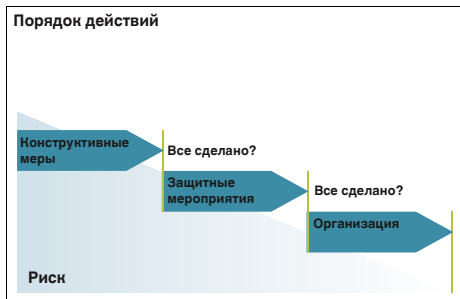 Порядок действий
Конструктивные
меры
Все сделано?
Защитные
мероприятия
Все сделано?
Организация
Риск